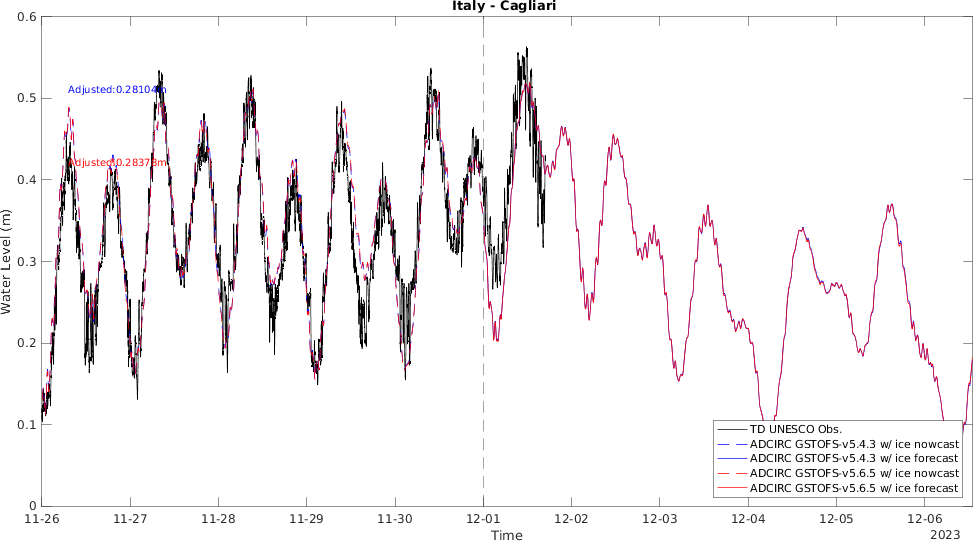 Italy - Cagliari
0.6
0.5
0.4
0.3
0.2
0.1
0
Water Level (m)
Adjusted:0.28104m
Adjusted:0.28378m
TD UNESCO Obs.
ADCIRC GSTOFS-v5.4.3 w/ ice nowcast
ADCIRC GSTOFS-v5.4.3 w/ ice forecast
ADCIRC GSTOFS-v5.6.5 w/ ice nowcast
ADCIRC GSTOFS-v5.6.5 w/ ice forecast
11-26 11-27 11-28 11-29 11-30 12-01 12-02 12-03 12-04 12-05 12-06
Time
2023